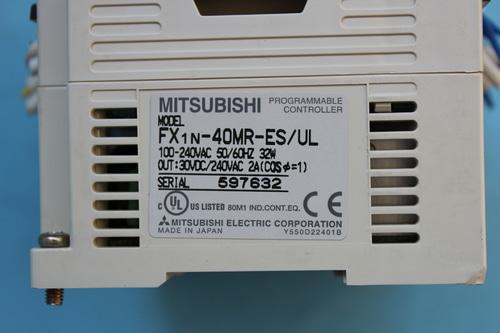 MITSUBISHI PROGRAMMABLE CONTROLLER
MODEL
FX1N-40MR-ES/UL
100-240VAC 50/60HZ 32W
OUT:30VDC/240VAC 2A(COSφ=1)
SERIAL 597632
C UL US LISTED 80M1 IND.CONT.EQ. CE
MITSUBISHI ELECTRIC CORPORATION
MADE IN JAPAN Y550D22401B